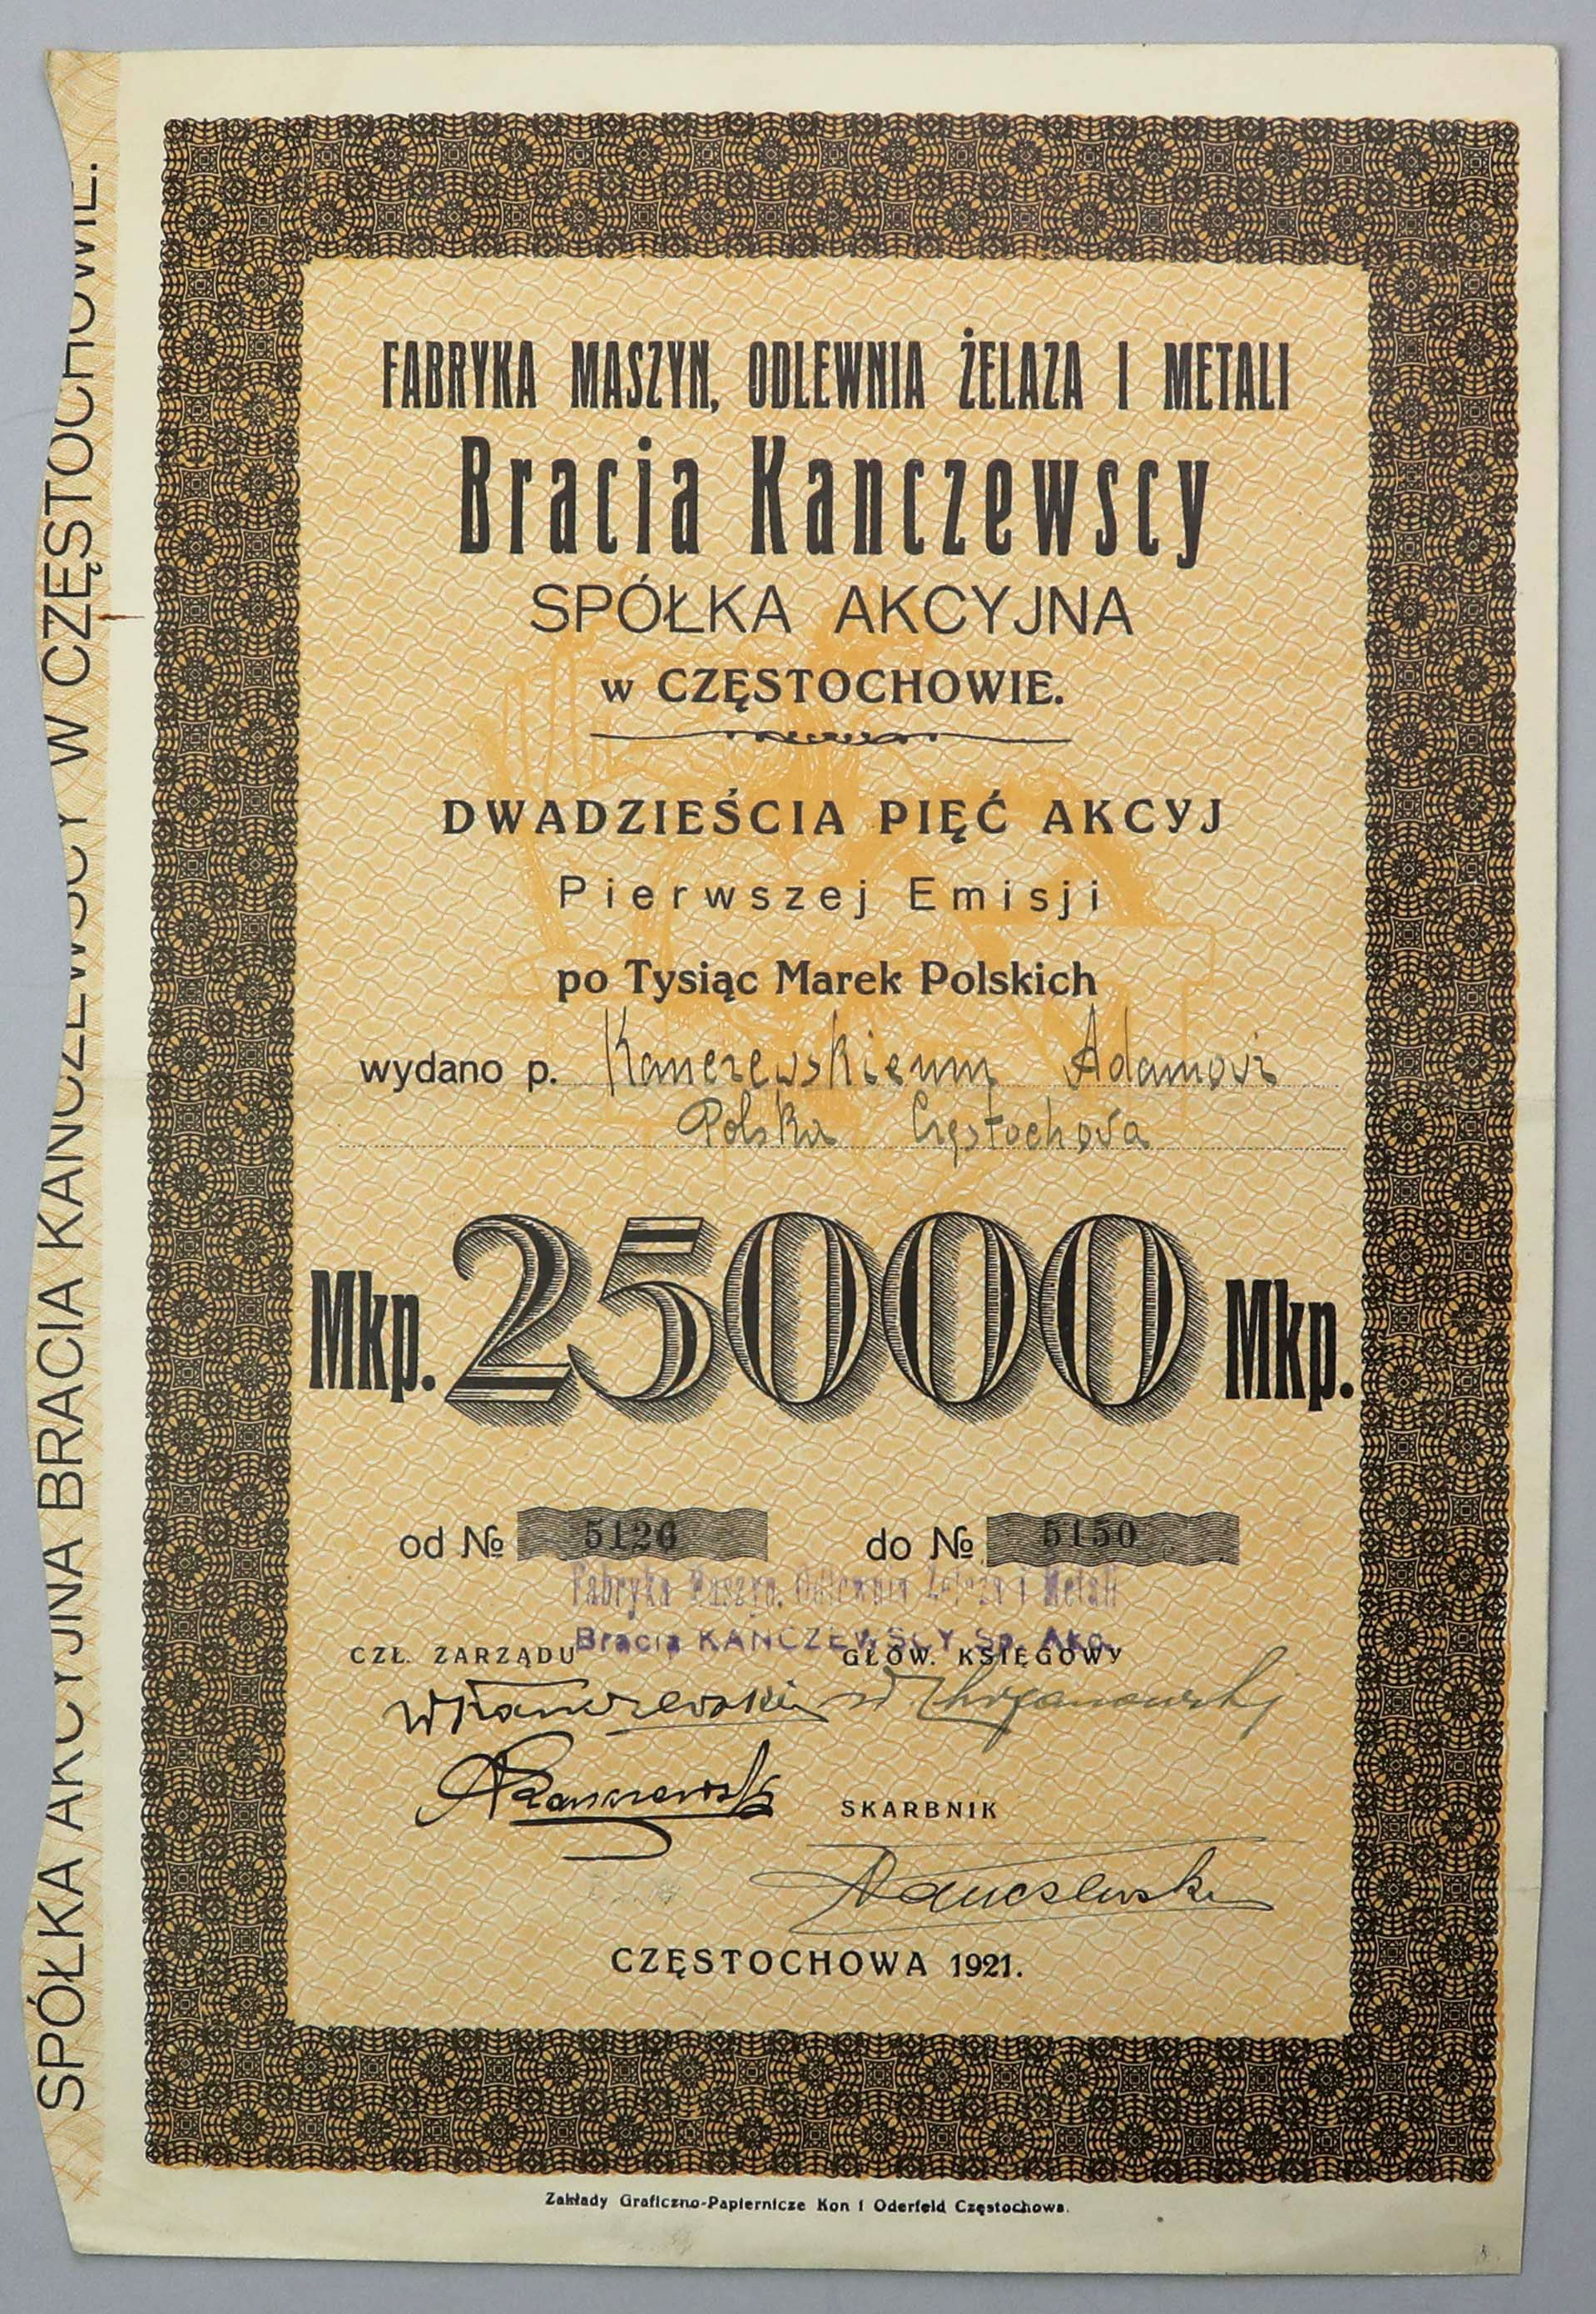 FABRYKA MASZYN, ODLEWNIA ŻELAZA I METALI
Bracia Kanczewscy
SPÓŁKA AKCYJNA
w CZĘSTOCHOWIE.
DWADZIEŚCIA PIĘĆ AKCYJ
Pierwszej Emisji
po Tysiąc Marek Polskich
wydano p. Kanczewskiemu Adamowi
Polska Częstochowa
Mkp. 25000 Mkp.
od № 5126 do № 5150
Fabryka Maszyn, Odlewnia Żelaza i Metali
Bracia KANCZEWSCY Sp. Akc.
CZŁ. ZARZĄDU GŁÓW. KSIĘGOWY
WKanczewski
AKanczewski
SKARBNIK
Kanczewski
CZĘSTOCHOWA 1921.
Zakłady Graficzno-Papiernicze Kon i Oderfeld Częstochowa.
SPÓŁKA AKCYJNA BRACIA KANCZEWSCY W CZĘSTOCHOWIE.